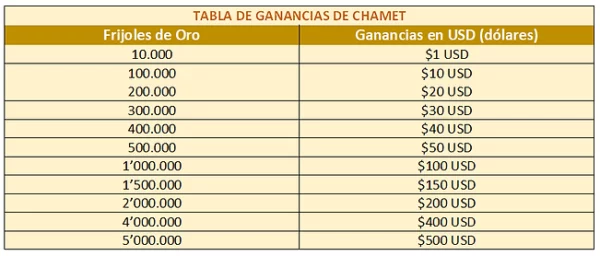 TABLA DE GANANCIAS DE CHAMET
Frijoles de Oro Ganancias en USD (dólares)
10.000 $1 USD
100.000 $10 USD
200.000 $20 USD
300.000 $30 USD
400.000 $40 USD
500.000 $50 USD
1’000.000 $100 USD
1’500.000 $150 USD
2’000.000 $200 USD
4’000.000 $400 USD
5’000.000 $500 USD